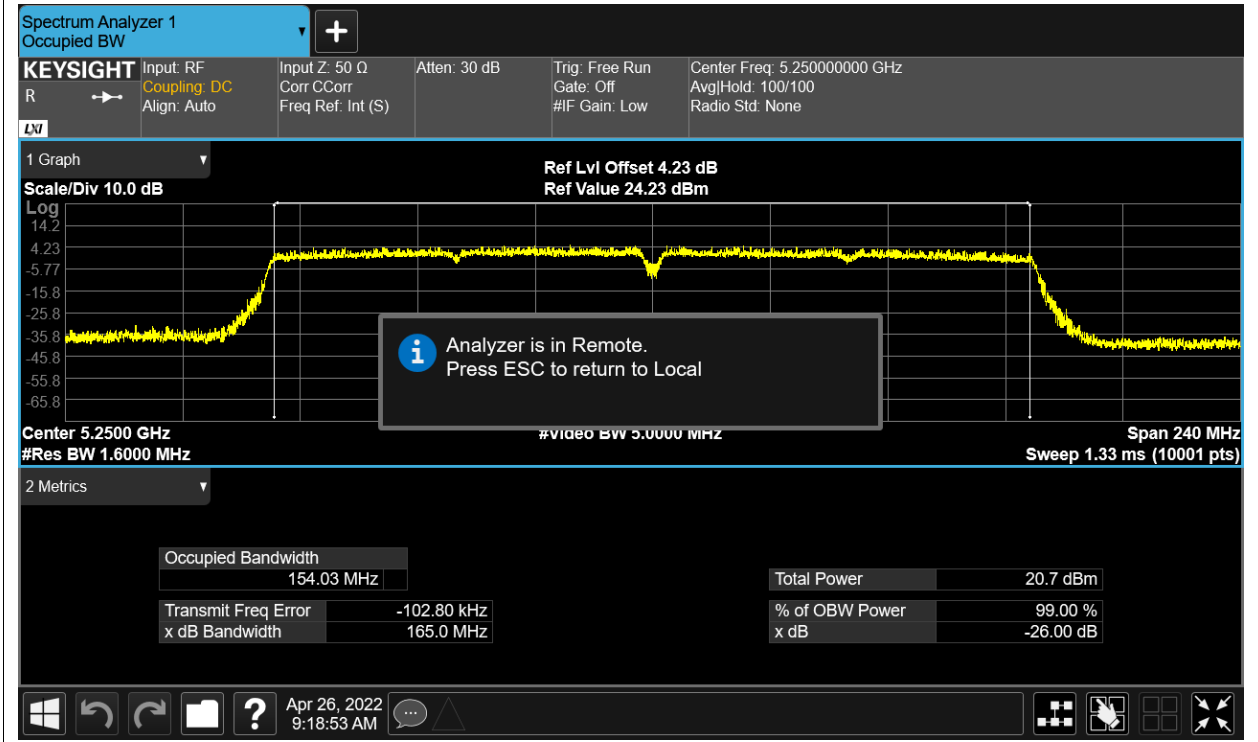 Spectrum Analyzer 1
Occupied BW
KEYSIGHT
R
LXI
Input: RF
Coupling: DC
Align: Auto
Input Z: 50 Ω
Corr CCorr
Freq Ref: Int (S)
Atten: 30 dB
Trig: Free Run
Gate: Off
#IF Gain: Low
Center Freq: 5.250000000 GHz
Avg|Hold: 100/100
Radio Std: None
1 Graph
Scale/Div 10.0 dB
Ref Lvl Offset 4.23 dB
Ref Value 24.23 dBm
Log
14.2
4.23
-5.77
-15.8
-25.8
-35.8
-45.8
-55.8
-65.8
Analyzer is in Remote.
Press ESC to return to Local
Center 5.2500 GHz
#Res BW 1.6000 MHz
#Video BW 5.0000 MHz
Span 240 MHz
Sweep 1.33 ms (10001 pts)
2 Metrics
Occupied Bandwidth
154.03 MHz
Transmit Freq Error -102.80 kHz
x dB Bandwidth 165.0 MHz
Total Power 20.7 dBm
% of OBW Power 99.00 %
x dB -26.00 dB
?
Apr 26, 2022
9:18:53 AM